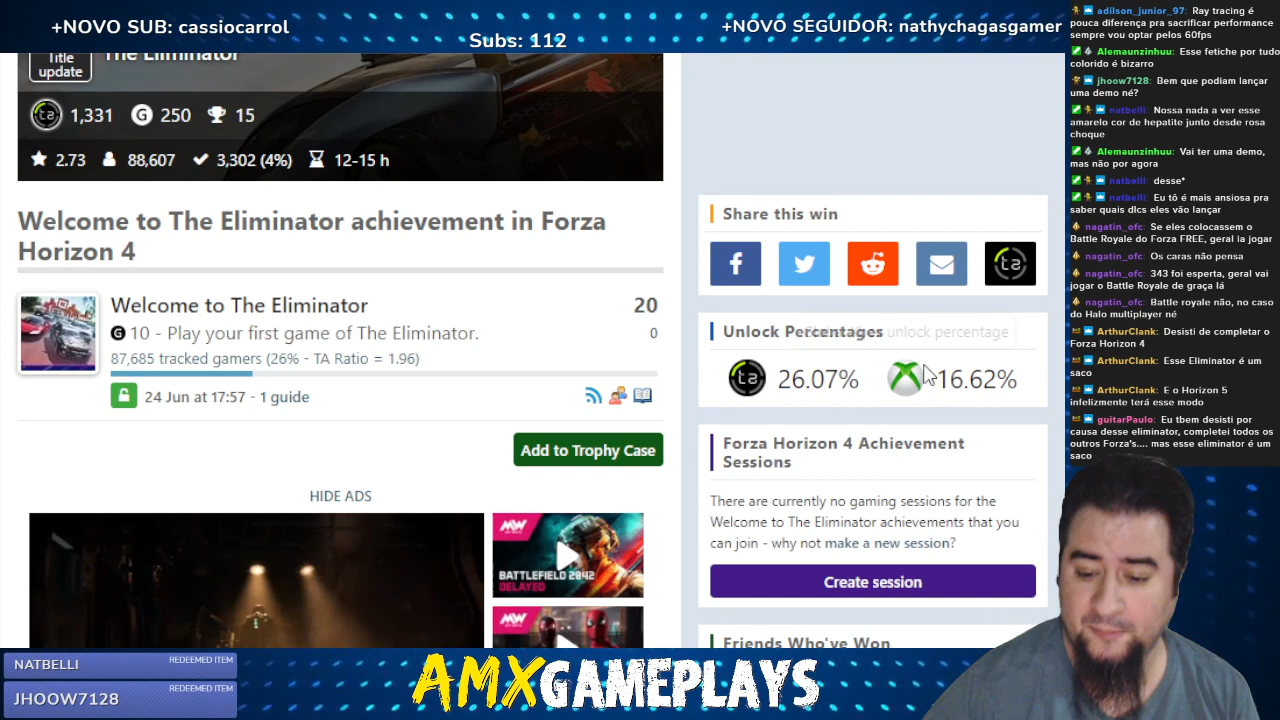 +NOVO SUB: cassiocarrol
Subs: 112
+NOVO SEGUIDOR: nathychagasgamer
Title
update
The Eliminator
ta 1,331 G 250 15
2.73 88,607 3,302 (4%) 12-15 h
Welcome to The Eliminator achievement in Forza
Horizon 4
Welcome to The Eliminator 20
G 10 - Play your first game of The Eliminator. 0
87,685 tracked gamers (26% - TA Ratio = 1.96)
24 Jun at 17:57 - 1 guide
Add to Trophy Case
HIDE ADS
MW
BATTLEFIELD 2042
DELAYED
MW
Share this win
f ta
Unlock Percentages unlock percentage
ta 26.07% 16.62%
Forza Horizon 4 Achievement
Sessions
There are currently no gaming sessions for the
Welcome to The Eliminator achievements that you
can join - why not make a new session?
Create session
Friends Who've Won
adilson_junior_97: Ray tracing é
pouca diferença pra sacrificar performance
sempre vou optar pelos 60fps
Alemaunzinhuu: Esse fetiche por tudo
colorido é bizarro
jhoow7128: Bem que podiam lançar
uma demo né?
natbelli: Nossa nada a ver esse
amarelo cor de hepatite junto desde rosa
choque
Alemaunzinhuu: Vai ter uma demo,
mas não por agora
natbelli: desse*
natbelli: Eu tô é mais ansiosa pra
saber quais dlcs eles vão lançar
nagatin_ofc: Se eles colocassem o
Battle Royale do Forza FREE, geral ia jogar
nagatin_ofc: Os caras não pensa
nagatin_ofc: 343 foi esperta, geral vai
jogar o Battle Royale de graça lá
nagatin_ofc: Battle royale não, no caso
do Halo multiplayer né
ArthurClank: Desisti de completar o
Forza Horizon 4
ArthurClank: Esse Eliminator é um
saco
ArthurClank: E o Horizon 5
infelizmente terá esse modo
guitarPaulo: Eu tbem desisti por
causa desse eliminator, completei todos os
outros Forza's.... mas esse eliminator é um
saco
NATBELLI REDEEMED ITEM
JHOOW7128 REDEEMED ITEM
AMXGAMEPLAYS